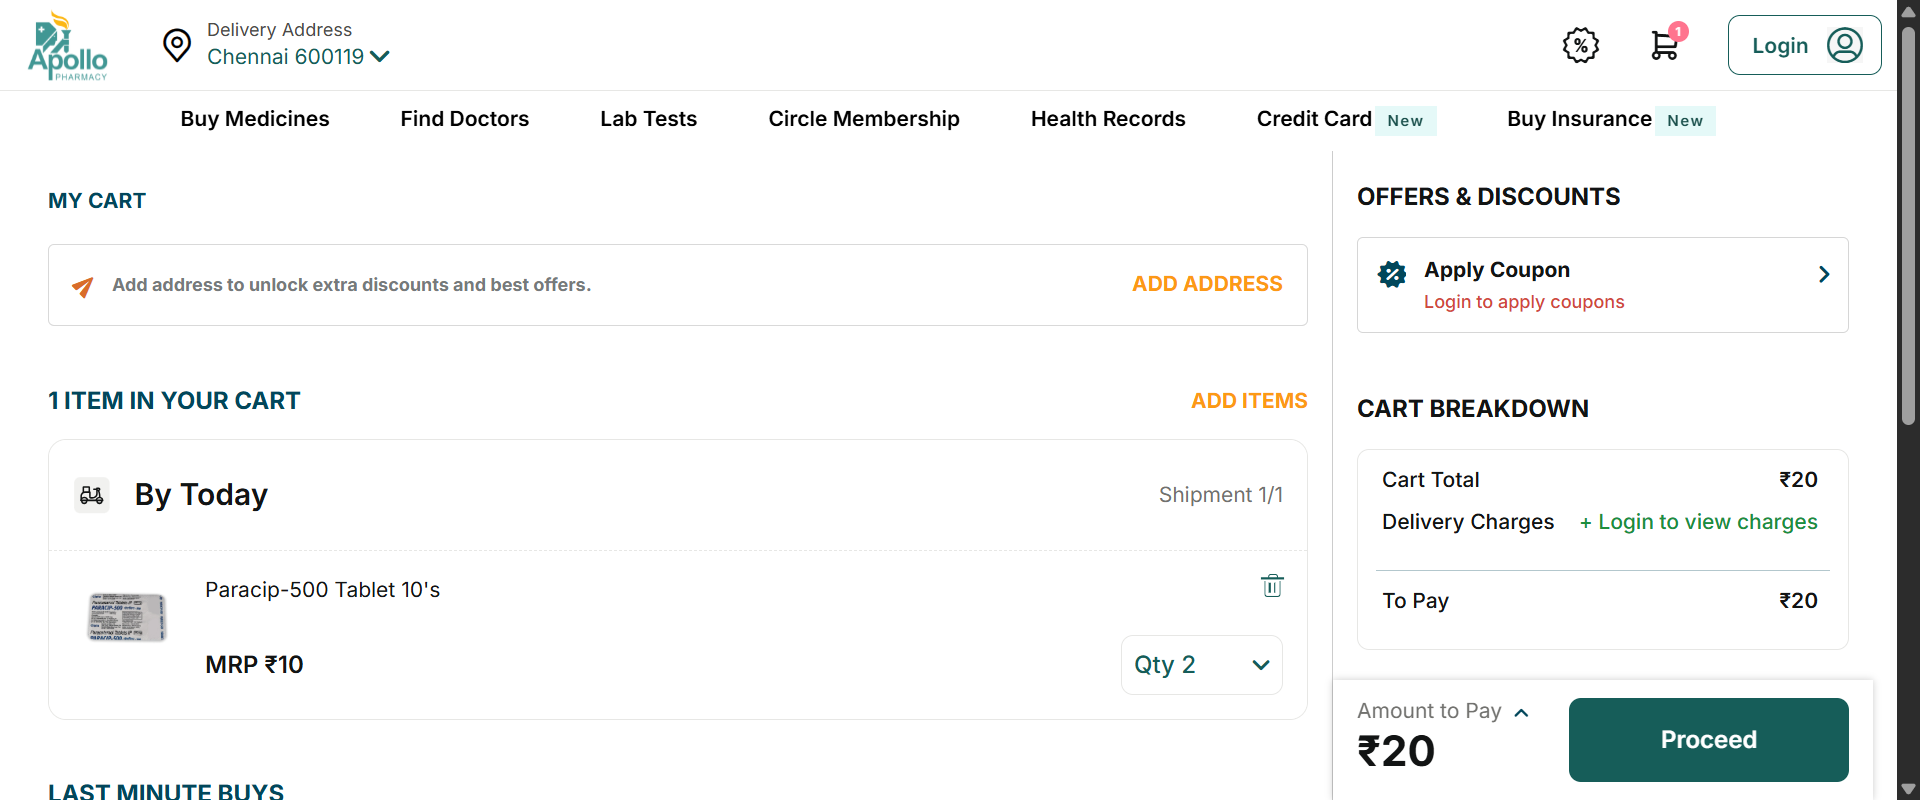 Apollo
PHARMACY
Delivery Address
Chennai 600119
%
1
Login
Buy Medicines
Find Doctors
Lab Tests
Circle Membership
Health Records
Credit Card New
Buy Insurance New
MY CART
Add address to unlock extra discounts and best offers.
ADD ADDRESS
1 ITEM IN YOUR CART
ADD ITEMS
By Today
Shipment 1/1
Paracip-500 Tablet 10's
MRP ₹10
Qty 2
LAST MINUTE BUYS
OFFERS & DISCOUNTS
Apply Coupon
Login to apply coupons
CART BREAKDOWN
Cart Total ₹20
Delivery Charges + Login to view charges
To Pay ₹20
Amount to Pay
₹20
Proceed